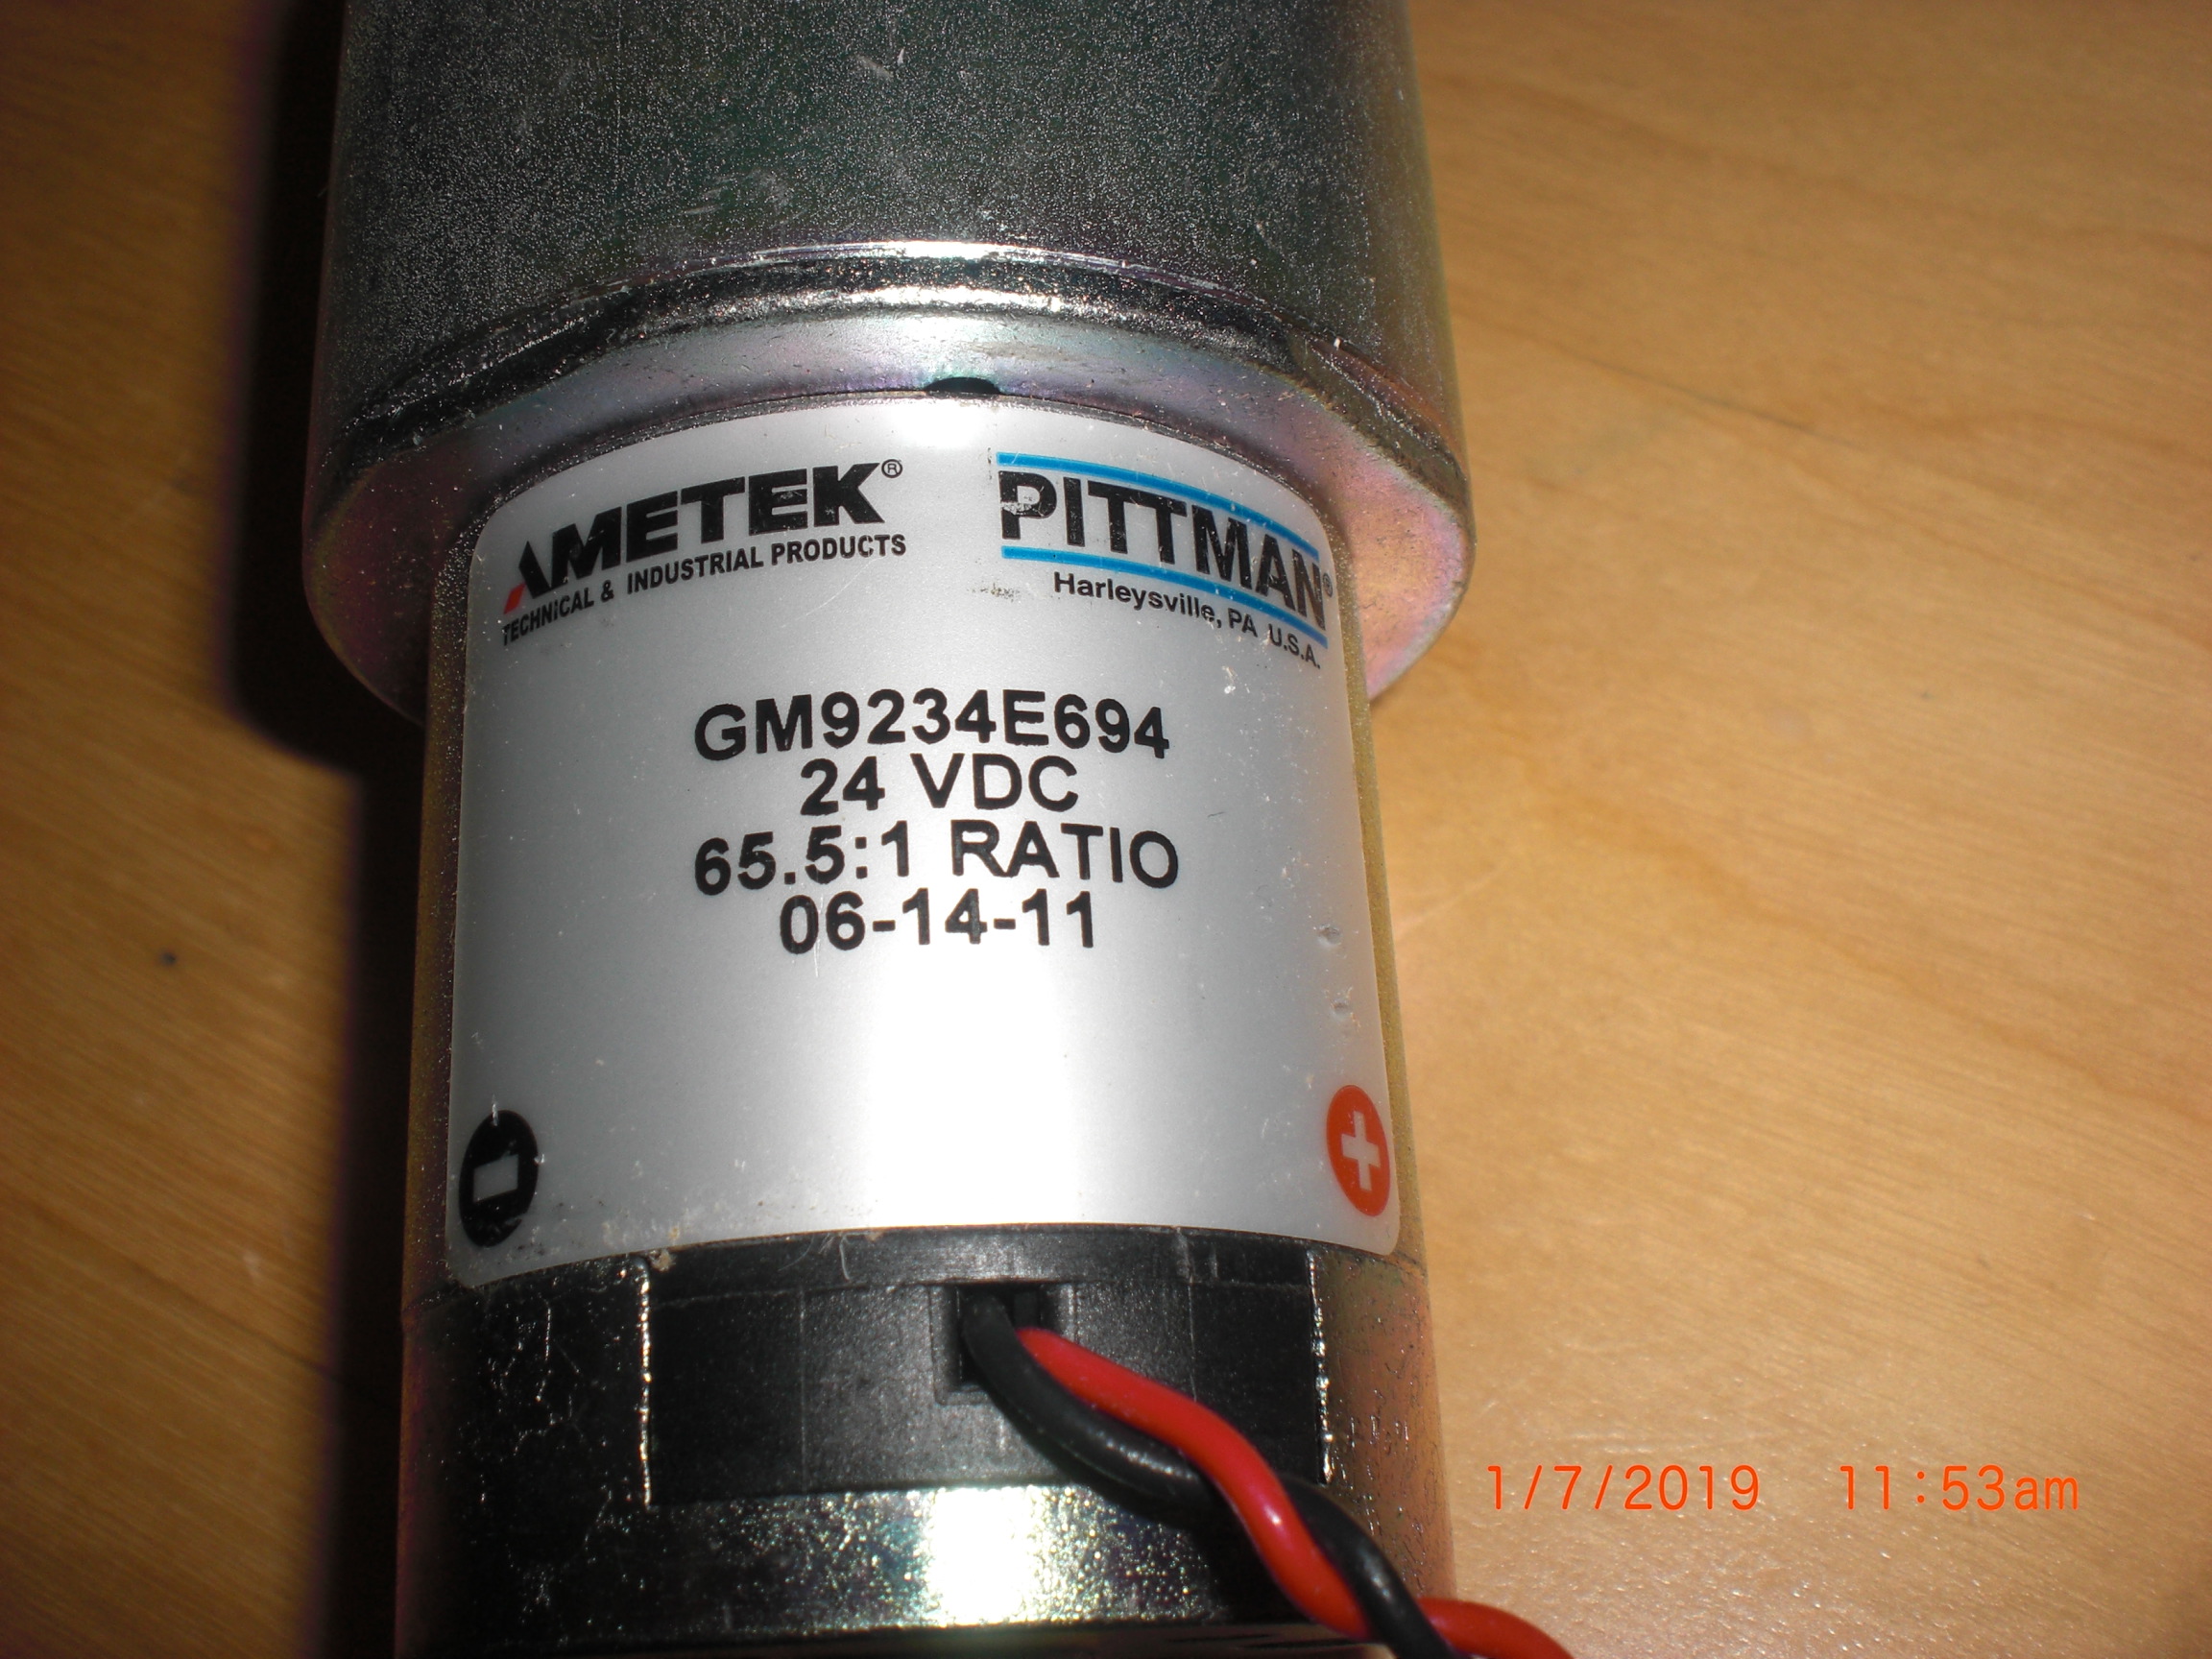 AMETEK®
TECHNICAL & INDUSTRIAL PRODUCTS
PITTMAN®
Harleysville, PA U.S.A.
GM9234E694
24 VDC
65.5:1 RATIO
06-14-11
1/7/2019 11:53am